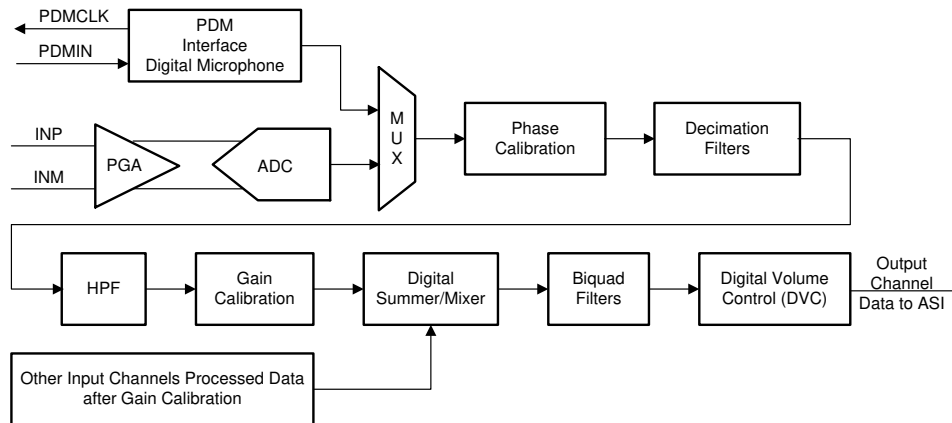 PDMCLK
PDMIN
PDM
Interface
Digital Microphone
INP
INM
PGA
ADC
M
U
X
Phase
Calibration
Decimation
Filters
HPF
Gain
Calibration
Digital
Summer/Mixer
Biquad
Filters
Digital Volume
Control (DVC)
Output
Channel
Data to ASI
Other Input Channels Processed Data
after Gain Calibration